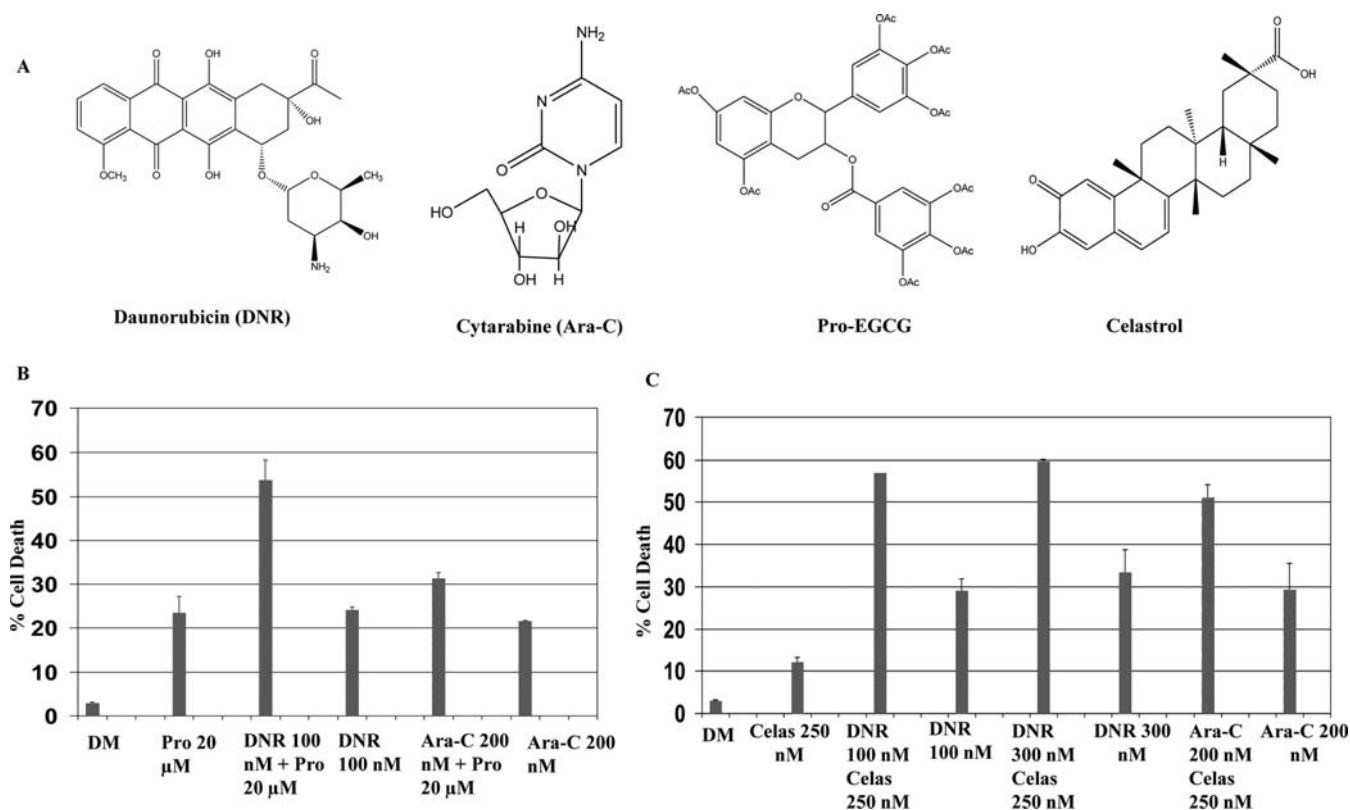 A
O
OH
O
OH
OCH3
O
OH
O
O
CH3
NH2
OH
Daunorubicin (DNR)
NH2
N
O
N
HO
O
H
OH
OH
H
Cytarabine (Ara-C)
OAc
OAc
AcO
O
OAc
OAc
O
O
OAc
OAc
OAc
Pro-EGCG
O
OH
H
O
HO
Celastrol
B
% Cell Death
70
60
50
40
30
20
10
0
DM
Pro 20
µM
DNR 100
nM + Pro
20 µM
DNR
100 nM
Ara-C 200
nM + Pro
20 µM
Ara-C 200
nM
C
% Cell Death
70
60
50
40
30
20
10
0
DM
Celas 250
nM
DNR
100 nM
Celas
250 nM
DNR
100 nM
DNR
300 nM
Celas
250 nM
DNR 300
nM
Ara-C
200 nM
Celas
250 nM
Ara-C 200
nM